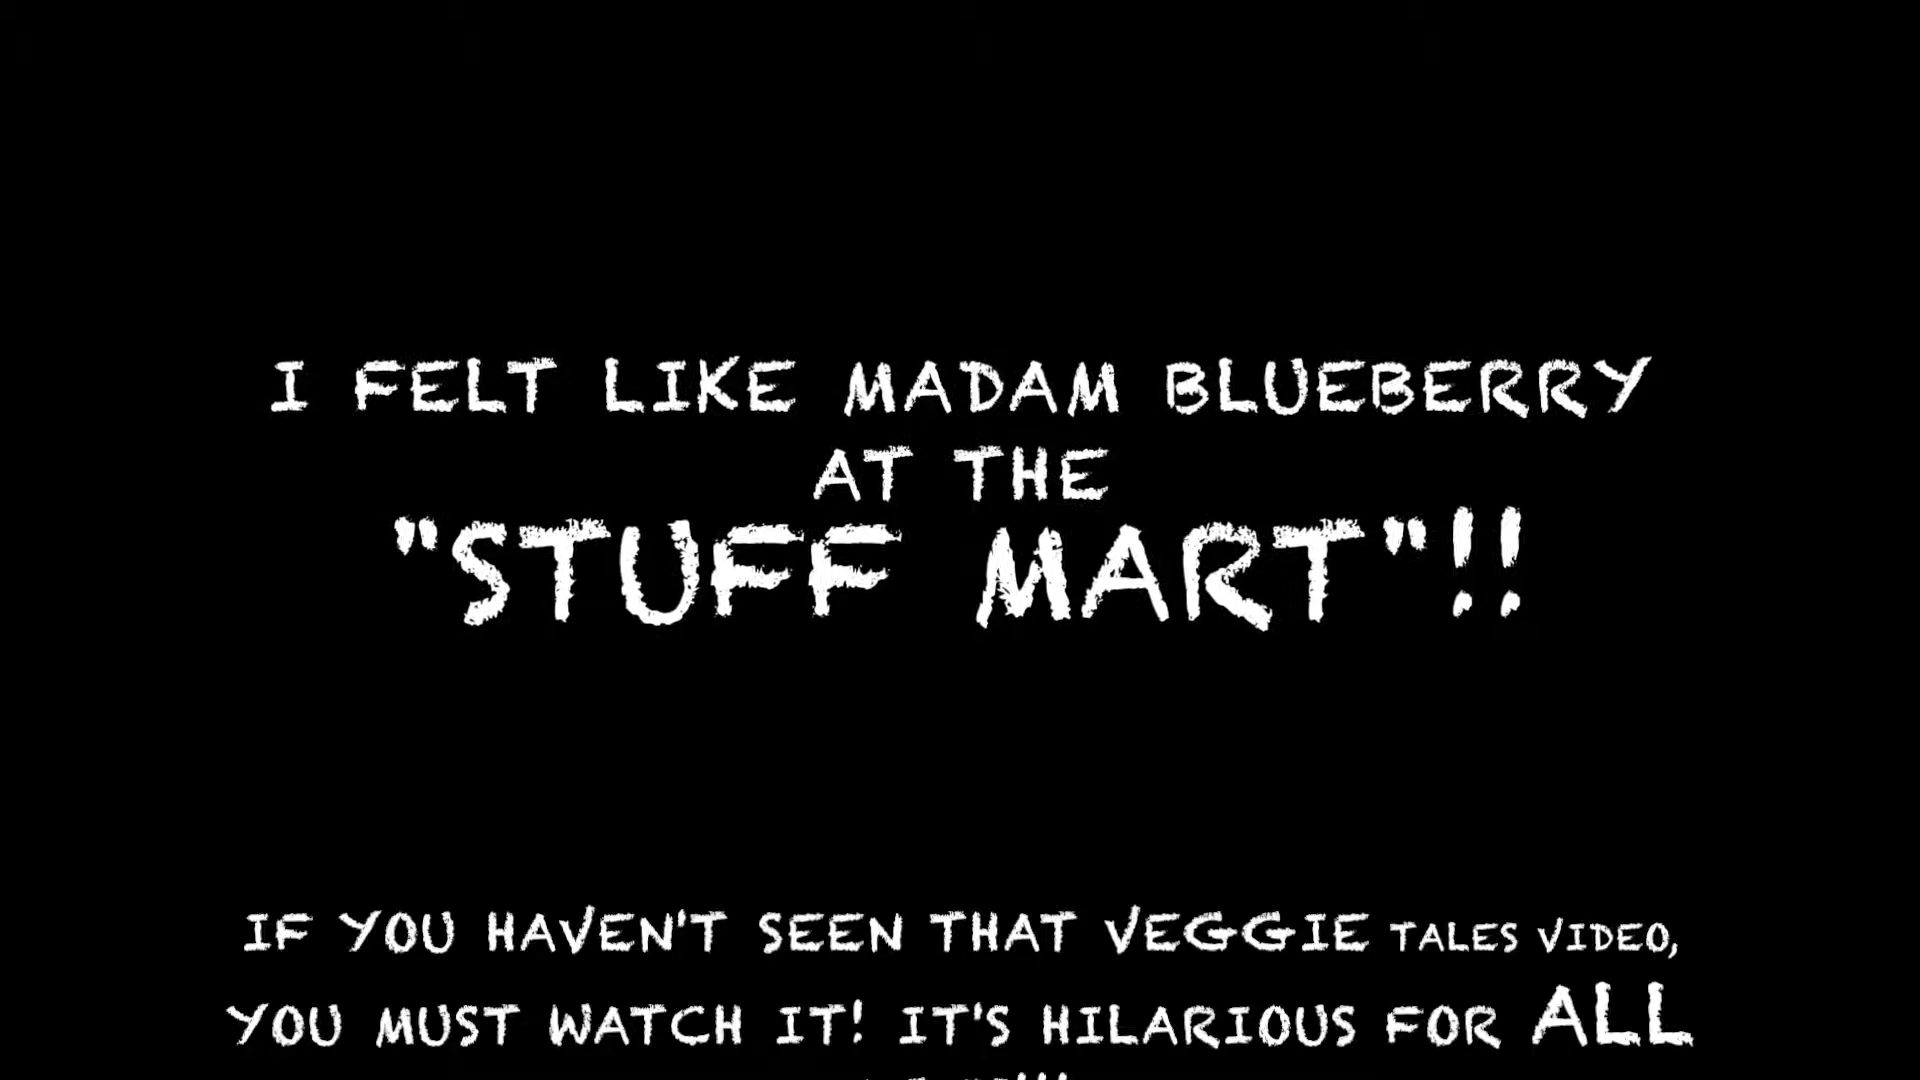 I FELT LIKE MADAM BLUEBERRY
AT THE
"STUFF MART"!!
IF YOU HAVEN'T SEEN THAT VEGGIE TALES VIDEO,
YOU MUST WATCH IT! IT'S HILARIOUS FOR ALL